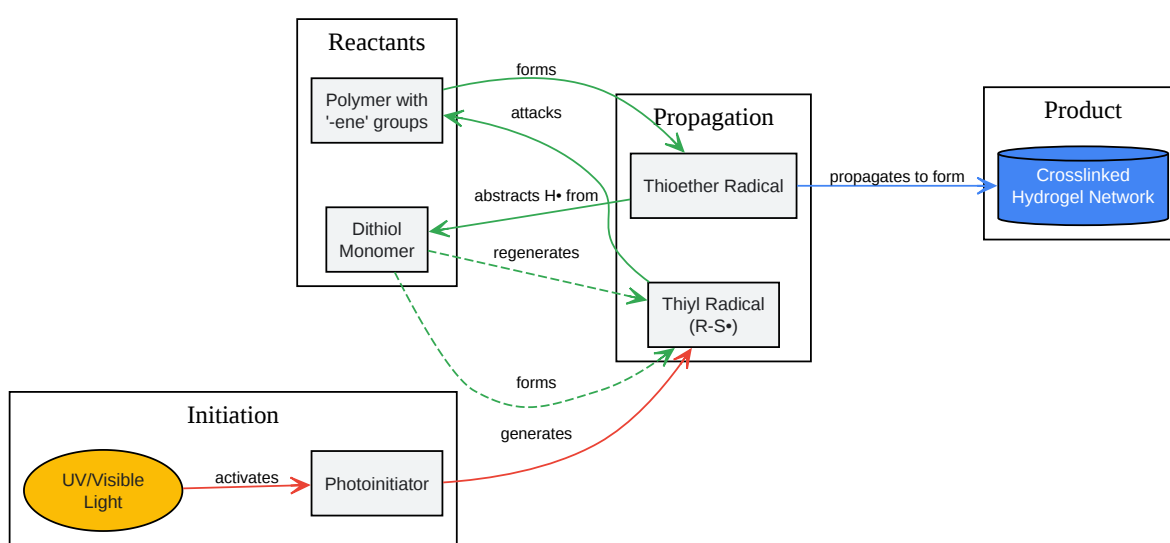 Reactants
Polymer with
'-ene' groups
forms
attacks
Propagation
Thioether Radical
propagates to form
Product
Crosslinked
Hydrogel Network
abstracts H• from
Dithiol
Monomer
regenerates
Thiyl Radical
(R-S•)
forms
Initiation
generates
UV/Visible
Light
activates
Photoinitiator